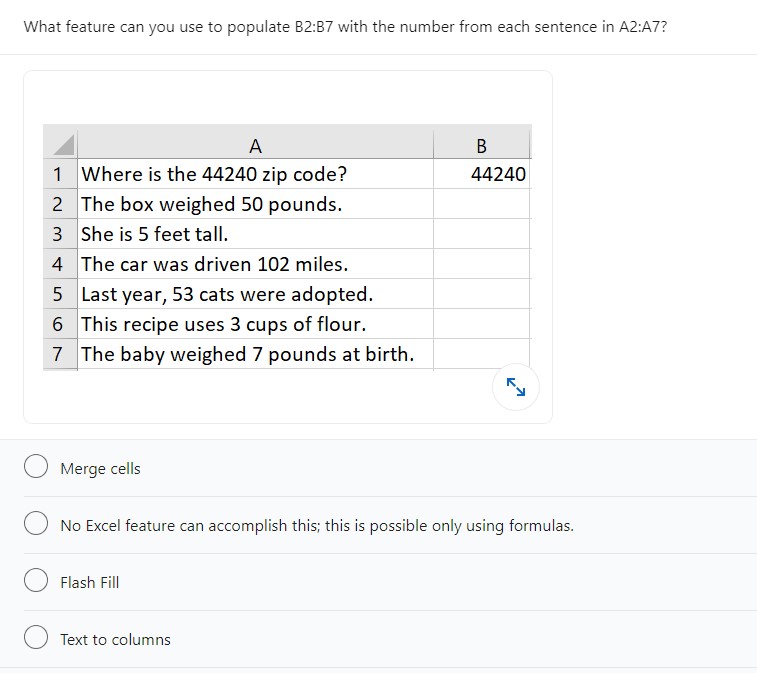 What feature can you use to populate B2:B7 with the number from each sentence in A2:A7?
A B
1 Where is the 44240 zip code? 44240
2 The box weighed 50 pounds.
3 She is 5 feet tall.
4 The car was driven 102 miles.
5 Last year, 53 cats were adopted.
6 This recipe uses 3 cups of flour.
7 The baby weighed 7 pounds at birth.
Merge cells
No Excel feature can accomplish this; this is possible only using formulas.
Flash Fill
Text to columns